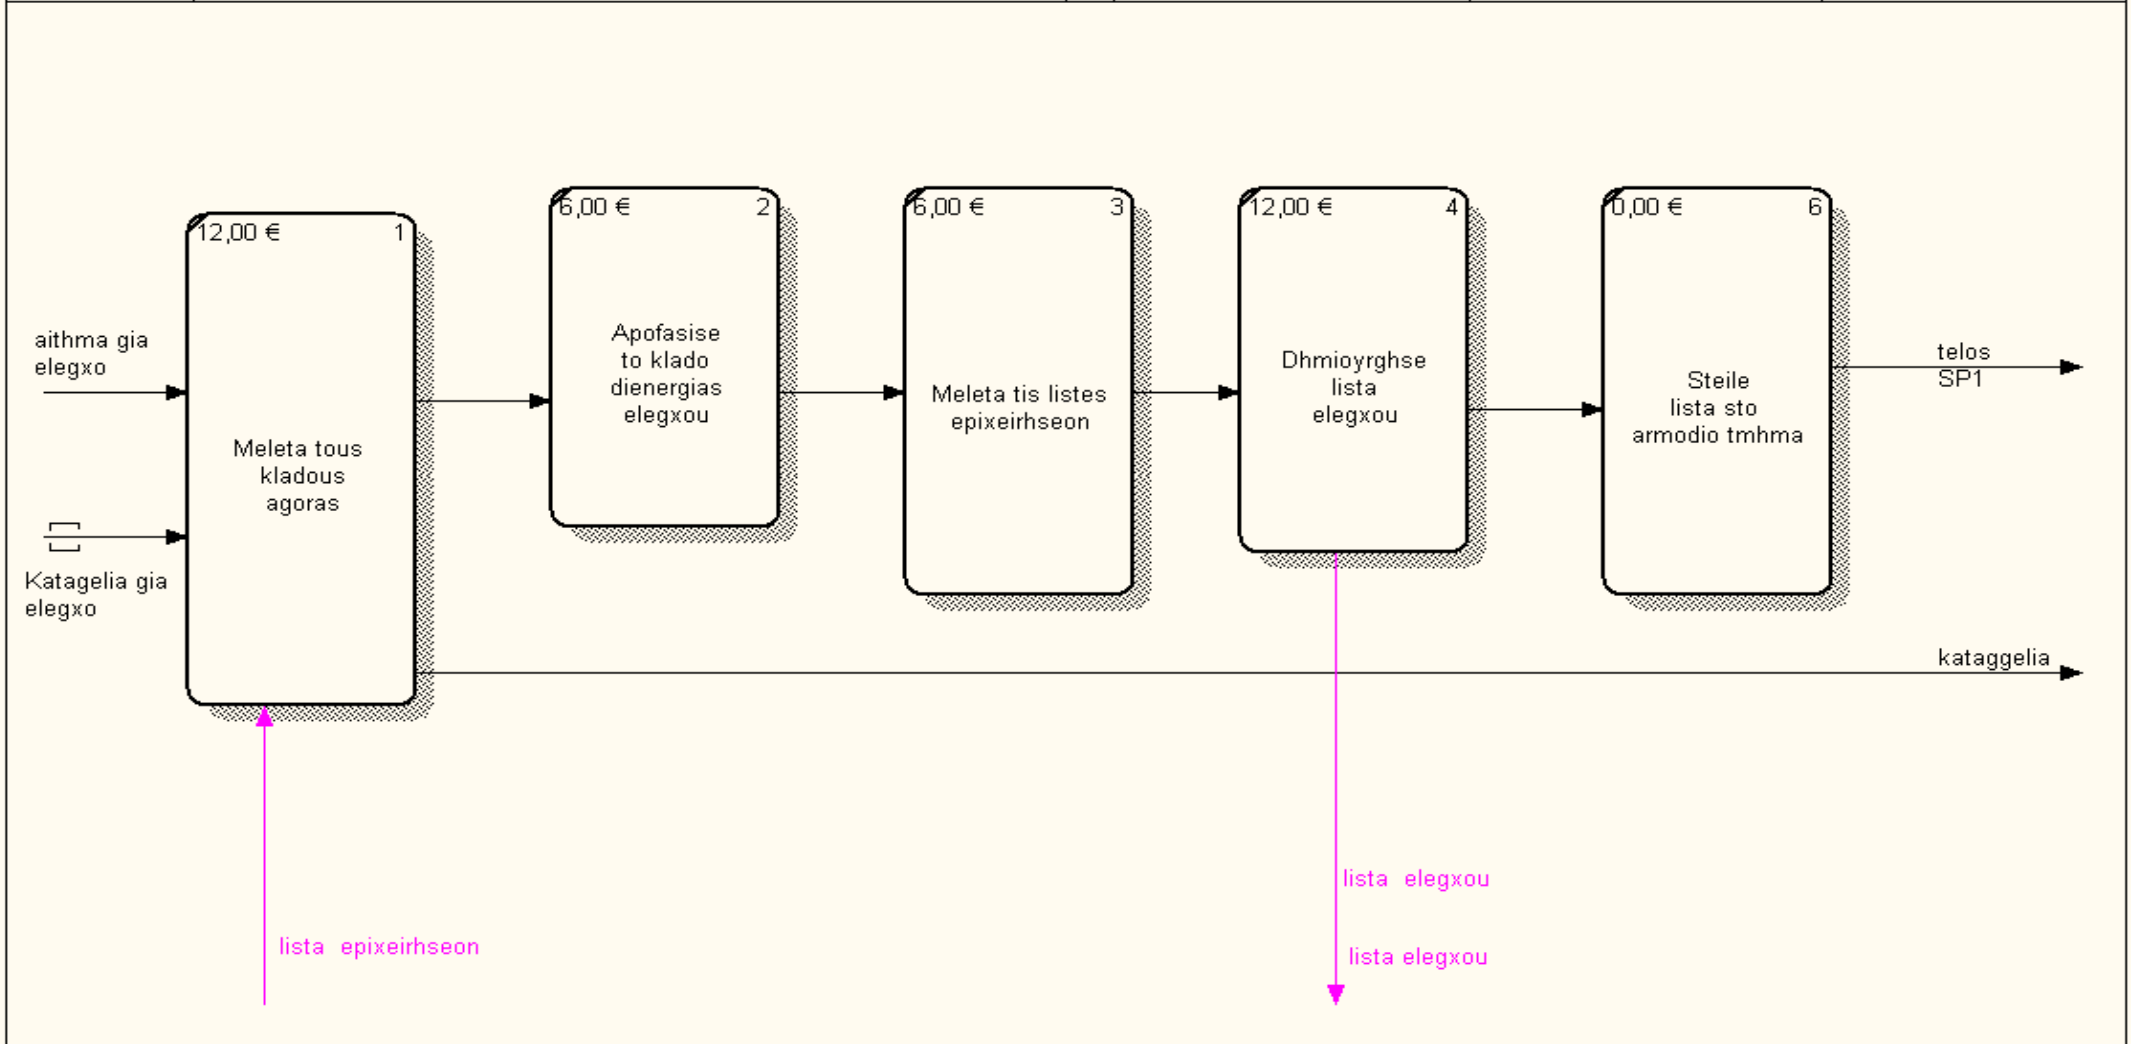 aithma gia
elegxo
Katagelia gia
elegxo
12,00 € 1
Meleta tous
kladous
agoras
6,00 € 2
Apofasise
to klado
dienergias
elegxou
6,00 € 3
Meleta tis listes
epixeirhseon
12,00 € 4
Dhmioyrghse
lista
elegxou
0,00 € 6
Steile
lista sto
armodio tmhma
telos
SP1
kataggelia
lista elegxou
lista epixeirhseon
lista elegxou